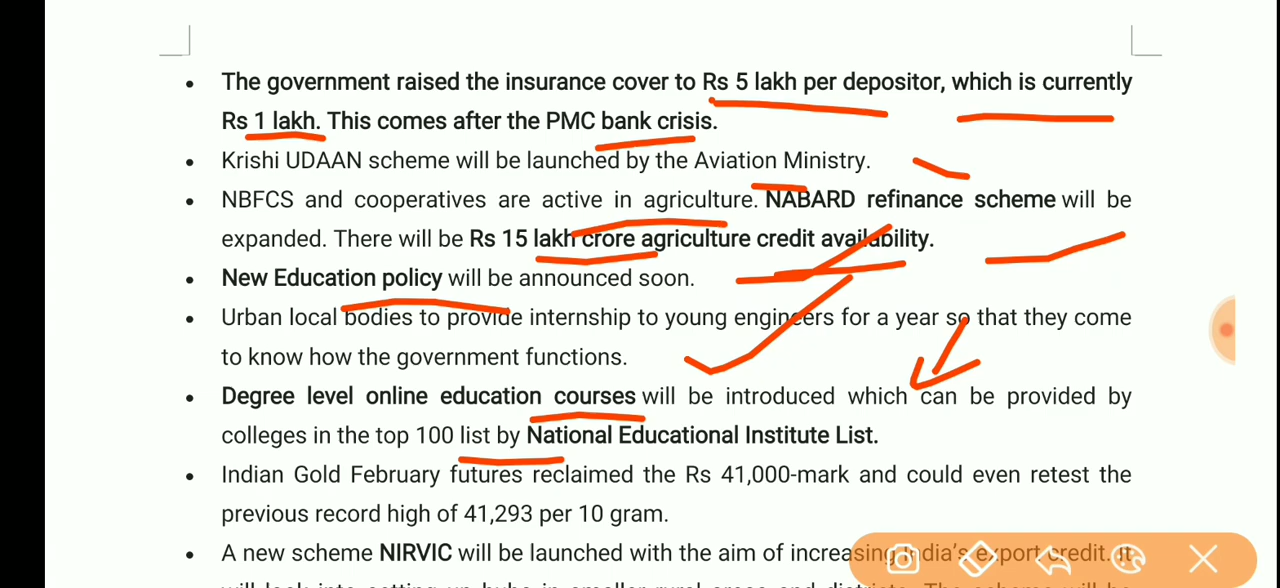 • The government raised the insurance cover to Rs 5 lakh per depositor, which is currently
Rs 1 lakh. This comes after the PMC bank crisis.
• Krishi UDAAN scheme will be launched by the Aviation Ministry.
• NBFCS and cooperatives are active in agriculture. NABARD refinance scheme will be
expanded. There will be Rs 15 lakh crore agriculture credit availability.
• New Education policy will be announced soon.
• Urban local bodies to provide internship to young engineers for a year so that they come
to know how the government functions.
• Degree level online education courses will be introduced which can be provided by
colleges in the top 100 list by National Educational Institute List.
• Indian Gold February futures reclaimed the Rs 41,000-mark and could even retest the
previous record high of 41,293 per 10 gram.
• A new scheme NIRVIC will be launched with the aim of increasing India's export credit. It